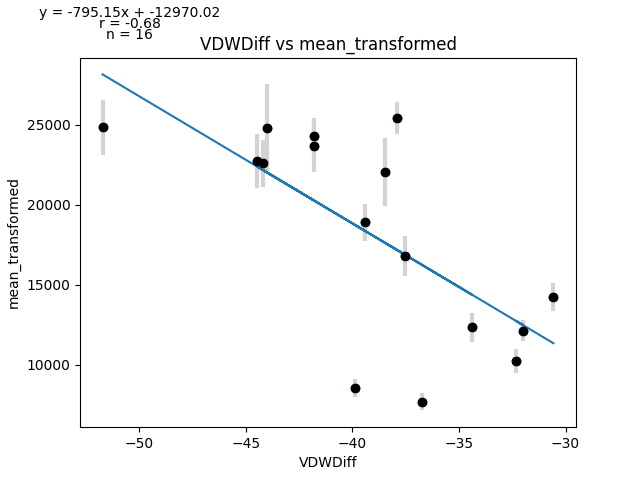 y = -795.15x + -12970.02
r = -0.68
n = 16
VDWDiff vs mean_transformed
25000
20000
15000
10000
mean_transformed
−50
−45
−40
−35
−30
VDWDiff